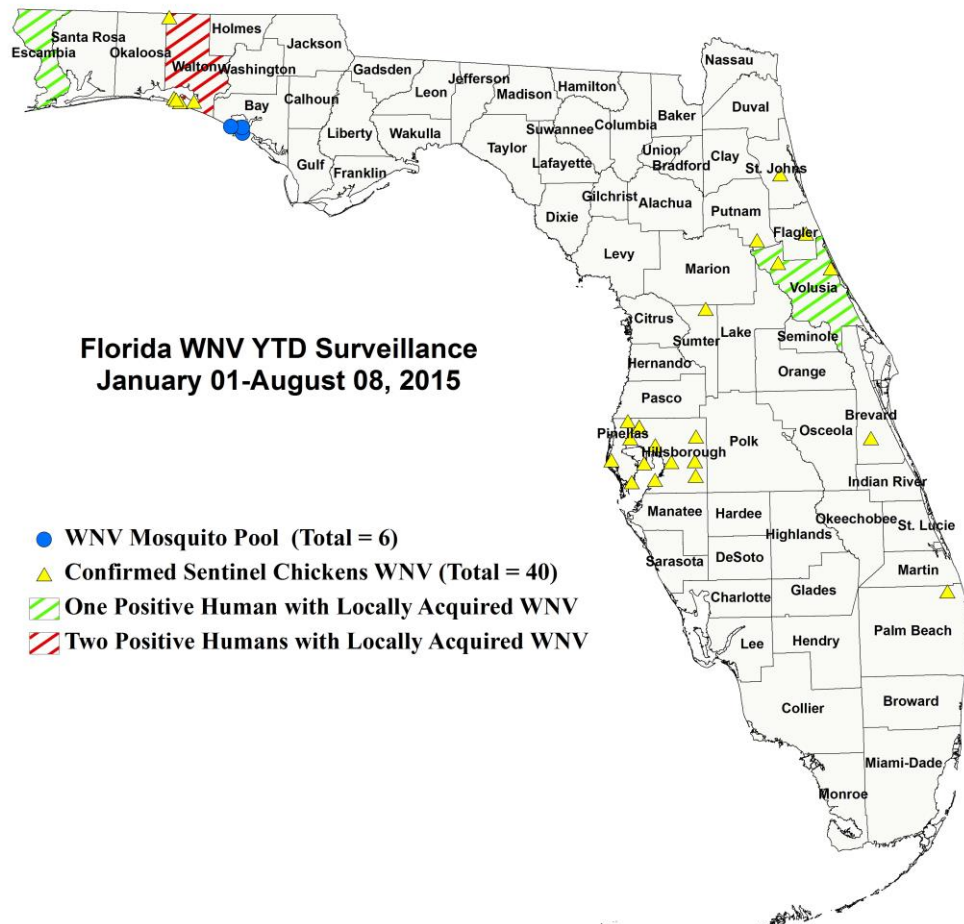 Holmes
Santa Rosa
Jackson
Escambia
Okaloosa
Walton
Washington
Gadsden
Jefferson
Hamilton
Nassau
Leon
Madison
Bay
Calhoun
Duval
Columbia
Baker
Suwannee
Liberty
Wakulla
Union
Taylor
Clay
Bradford
St. Johns
Lafayette
Gulf
Franklin
Gilchrist
Alachua
Putnam
Dixie
Flagler
Levy
Marion
Volusia
Citrus
Lake
Sumter
Seminole
Florida WNV YTD Surveillance
January 01-August 08, 2015
Hernando
Orange
Pasco
Brevard
Osceola
Pinellas
Polk
Hillsborough
Indian River
Manatee
Hardee
Okeechobee
Highlands
St. Lucie
WNV Mosquito Pool (Total = 6)
Sarasota
DeSoto
Confirmed Sentinel Chickens WNV (Total = 40)
Martin
Charlotte
Glades
One Positive Human with Locally Acquired WNV
Palm Beach
Two Positive Humans with Locally Acquired WNV
Lee
Hendry
Collier
Broward
Miami-Dade
Monroe